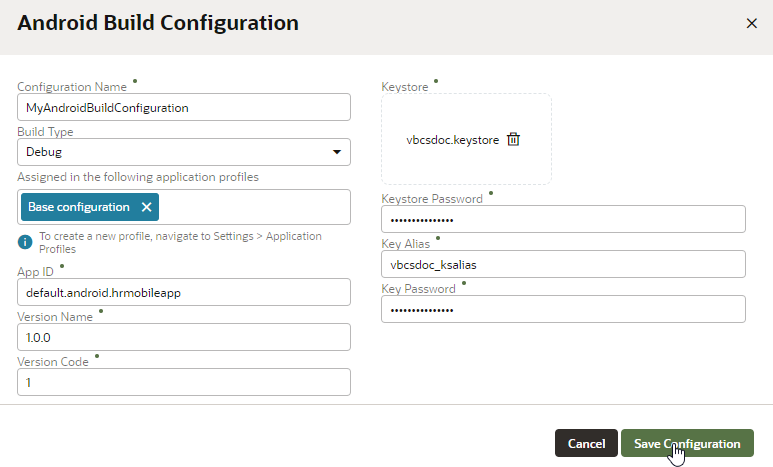 Android Build Configuration
Configuration Name
MyAndroidBuildConfiguration
Build Type
Debug
Assigned in the following application profiles
Base configuration
To create a new profile, navigate to Settings > Application
Profiles
App ID
default.android.hrmobileapp
Version Name
1.0.0
Version Code
1
Keystore
vbcsdoc.keystore
Keystore Password
•••••••••••••••
Key Alias
vbcsdoc_ksalias
Key Password
•••••••••••••••
Cancel
Save Configuration